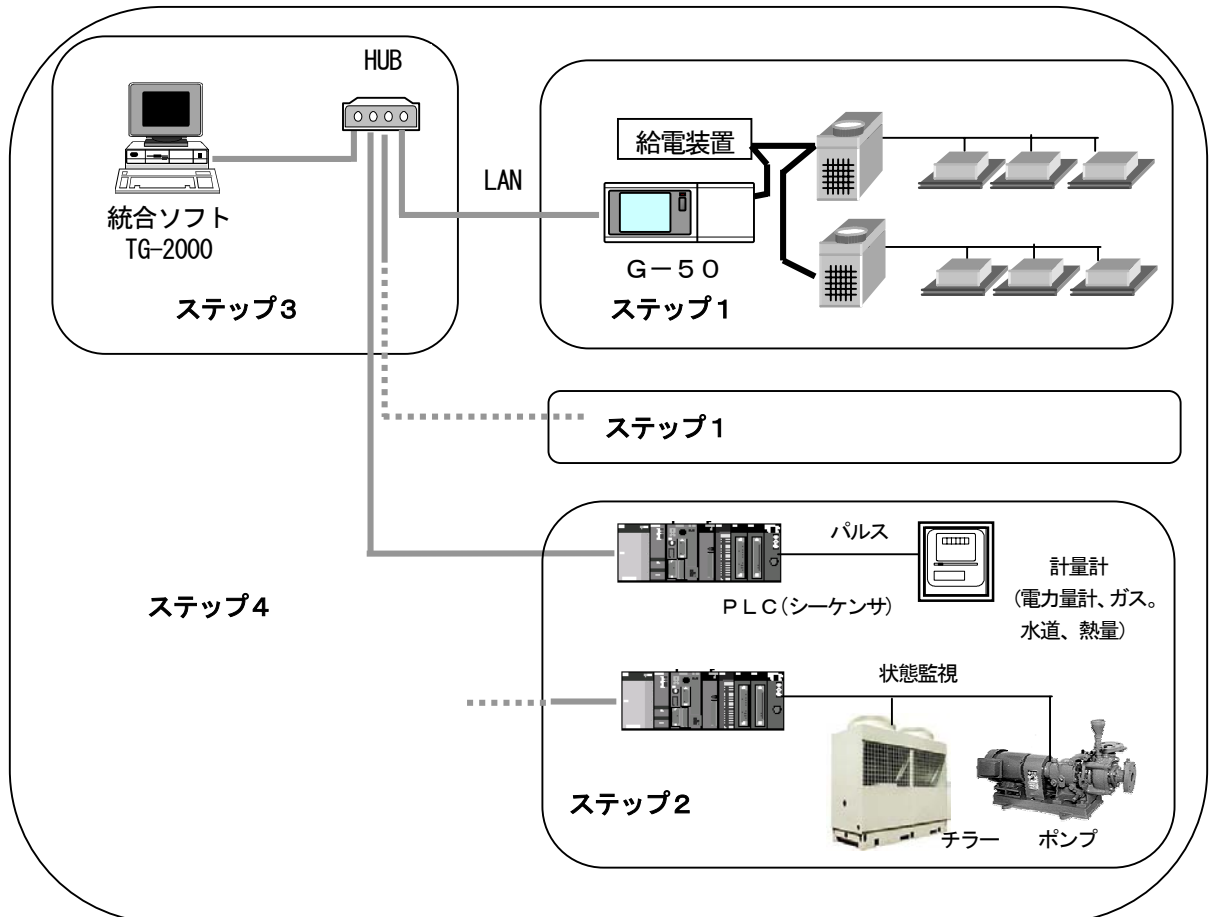 HUB
統合ソフト
TG-2000
ステップ3
LAN
給電装置
G－５０
ステップ1
ステップ1
パルス
ＰＬＣ(シーケンサ)
計量計
(電力量計、ガス。
水道、熱量)
ステップ4
状態監視
チラー
ポンプ
ステップ2